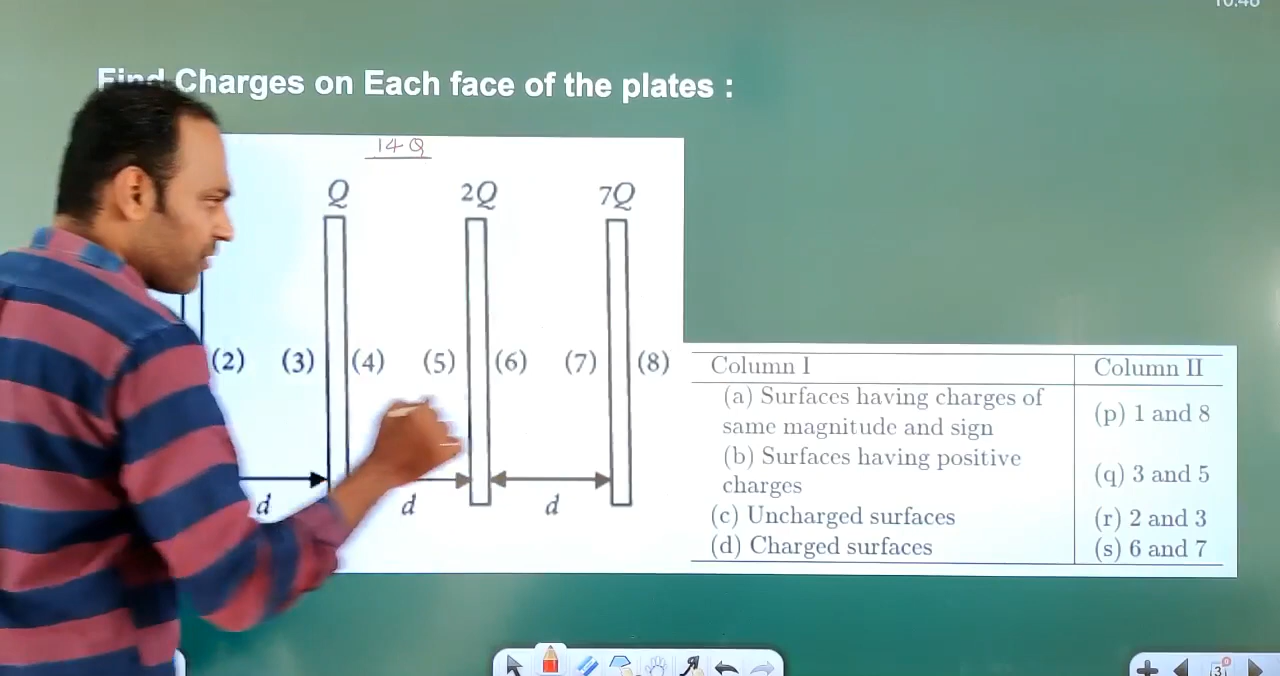 Find Charges on Each face of the plates :
14 Q
Q 2Q 7Q
(2) (3) (4) (5) (6) (7) (8)
d d d
Column I Column II
(a) Surfaces having charges of
same magnitude and sign
(p) 1 and 8
(b) Surfaces having positive
charges
(q) 3 and 5
(c) Uncharged surfaces (r) 2 and 3
(d) Charged surfaces (s) 6 and 7